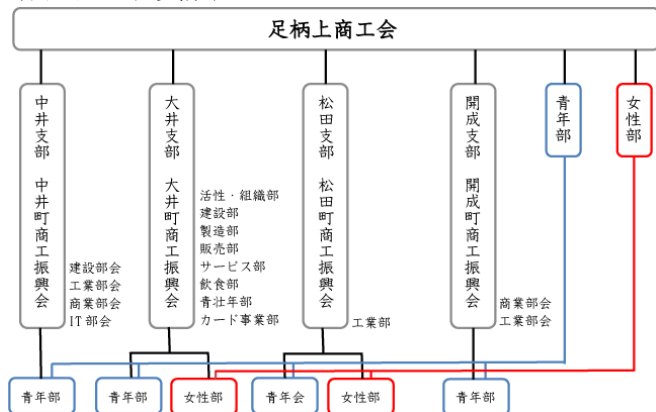 足柄上商工会
中井支部 中井町商工振興会
建設部会
工業部会
商業部会
IT部会
大井支部 大井町商工振興会
活性・組織部
建設部
製造部
販売部
サービス部
飲食部
青壮年部
カード事業部
松田支部 松田町商工振興会
工業部
開成支部 開成町商工振興会
商業部会
工業部会
青年部
女性部
青年部
青年部
女性部
青年会
女性部
青年部